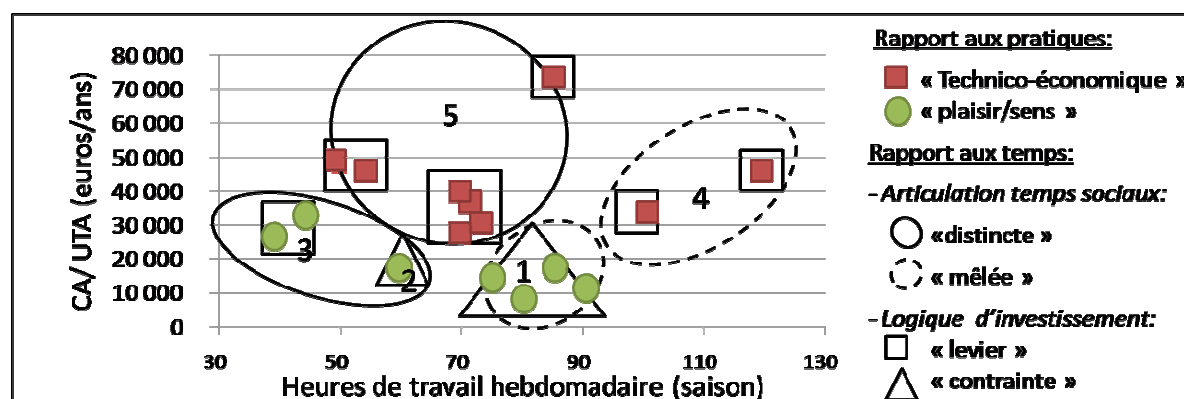 CA/ UTA (euros/ans)
80 000
70 000
60 000
50 000
40 000
30 000
20 000
10 000
0
5
4
3
2
1
30
50
70
90
110
130
Heures de travail hebdomadaire (saison)
Rapport aux pratiques:
« Technico-économique »
« plaisir/sens »
Rapport aux temps:
- Articulation temps sociaux:
«distincte »
« mêlée »
- Logique d’investissement:
« levier »
« contrainte »